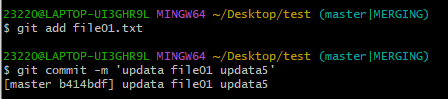 23220@LAPTOP-UI3GHR9L MINGW64 ~/Desktop/test (master|MERGING)
$ git add file01.txt
23220@LAPTOP-UI3GHR9L MINGW64 ~/Desktop/test (master|MERGING)
$ git commit -m 'updata file01 updata5'
[master b414bdf] updata file01 updata5